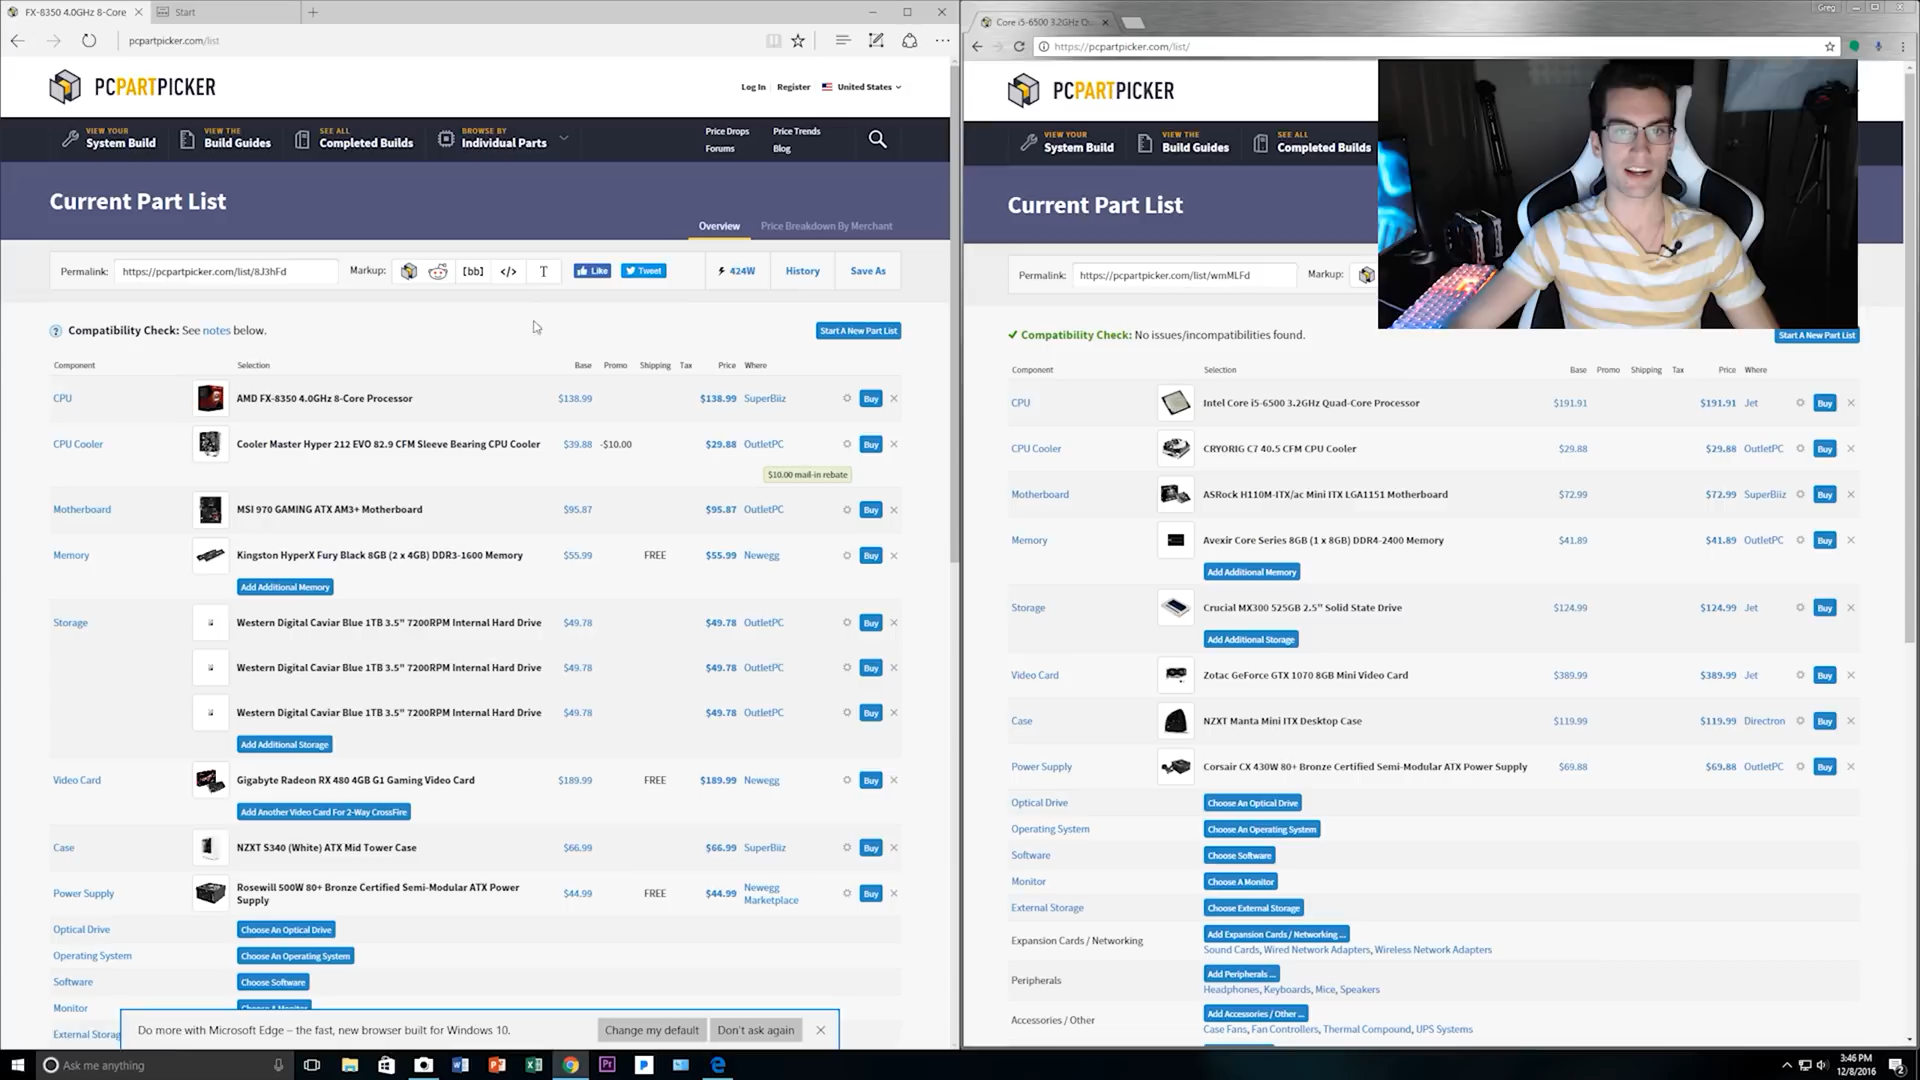 FX-8350 4.0GHz 8-Core
Start
pcpartpicker.com/list
PCPARTPICKER
Log In Register United States
VIEW YOUR
System Build
VIEW THE
Build Guides
SEE ALL
Completed Builds
BROWSE BY
Individual Parts
Price Drops Price Trends
Forums Blog
Current Part List
Overview Price Breakdown By Merchant
Permalink: https://pcpartpicker.com/list/8J3hFd Markup: [bb] </> T Like Tweet 424W History Save As
Compatibility Check: See notes below. Start A New Part List
Component Selection Base Promo Shipping Tax Price Where
CPU AMD FX-8350 4.0GHz 8-Core Processor $138.99 $138.99 SuperBiiz Buy
CPU Cooler Cooler Master Hyper 212 EVO 82.9 CFM Sleeve Bearing CPU Cooler $39.88 -$10.00 $29.88 OutletPC Buy
$10.00 mail-in rebate
Motherboard MSI 970 GAMING ATX AM3+ Motherboard $95.87 $95.87 OutletPC Buy
Memory Kingston HyperX Fury Black 8GB (2 x 4GB) DDR3-1600 Memory $55.99 FREE $55.99 Newegg Buy
Add Additional Memory
Storage Western Digital Caviar Blue 1TB 3.5" 7200RPM Internal Hard Drive $49.78 $49.78 OutletPC Buy
Western Digital Caviar Blue 1TB 3.5" 7200RPM Internal Hard Drive $49.78 $49.78 OutletPC Buy
Western Digital Caviar Blue 1TB 3.5" 7200RPM Internal Hard Drive $49.78 $49.78 OutletPC Buy
Add Additional Storage
Video Card Gigabyte Radeon RX 480 4GB G1 Gaming Video Card $189.99 FREE $189.99 Newegg Buy
Add Another Video Card For 2-Way CrossFire
Case NZXT S340 (White) ATX Mid Tower Case $66.99 $66.99 SuperBiiz Buy
Power Supply Rosewill 500W 80+ Bronze Certified Semi-Modular ATX Power Supply $44.99 FREE $44.99 Newegg Marketplace Buy
Optical Drive Choose An Optical Drive
Operating System Choose An Operating System
Software Choose Software
Monitor Choose A Monitor
External Storag
Do more with Microsoft Edge – the fast, new browser built for Windows 10. Change my default Don't ask again
Core i5-6500 3.2GHz Qu
Greg
https://pcpartpicker.com/list/
PCPARTPICKER
VIEW YOUR
System Build
VIEW THE
Build Guides
SEE ALL
Completed Builds
Current Part List
Permalink: https://pcpartpicker.com/list/wmMLFd Markup:
Compatibility Check: No issues/incompatibilities found. Start A New Part List
Component Selection Base Promo Shipping Tax Price Where
CPU Intel Core i5-6500 3.2GHz Quad-Core Processor $191.91 $191.91 Jet Buy
CPU Cooler CRYORIG C7 40.5 CFM CPU Cooler $29.88 $29.88 OutletPC Buy
Motherboard ASRock H110M-ITX/ac Mini ITX LGA1151 Motherboard $72.99 $72.99 SuperBiiz Buy
Memory Avexir Core Series 8GB (1 x 8GB) DDR4-2400 Memory $41.89 $41.89 OutletPC Buy
Add Additional Memory
Storage Crucial MX300 525GB 2.5" Solid State Drive $124.99 $124.99 Jet Buy
Add Additional Storage
Video Card Zotac GeForce GTX 1070 8GB Mini Video Card $389.99 $389.99 Jet Buy
Case NZXT Manta Mini ITX Desktop Case $119.99 $119.99 Directron Buy
Power Supply Corsair CX 430W 80+ Bronze Certified Semi-Modular ATX Power Supply $69.88 $69.88 OutletPC Buy
Optical Drive Choose An Optical Drive
Operating System Choose An Operating System
Software Choose Software
Monitor Choose A Monitor
External Storage Choose External Storage
Expansion Cards / Networking Add Expansion Cards / Networking ...
Sound Cards, Wired Network Adapters, Wireless Network Adapters
Peripherals Add Peripherals ...
Headphones, Keyboards, Mice, Speakers
Accessories / Other Add Accessories / Other ...
Case Fans, Fan Controllers, Thermal Compound, UPS Systems
Ask me anything
3:46 PM
12/8/2016